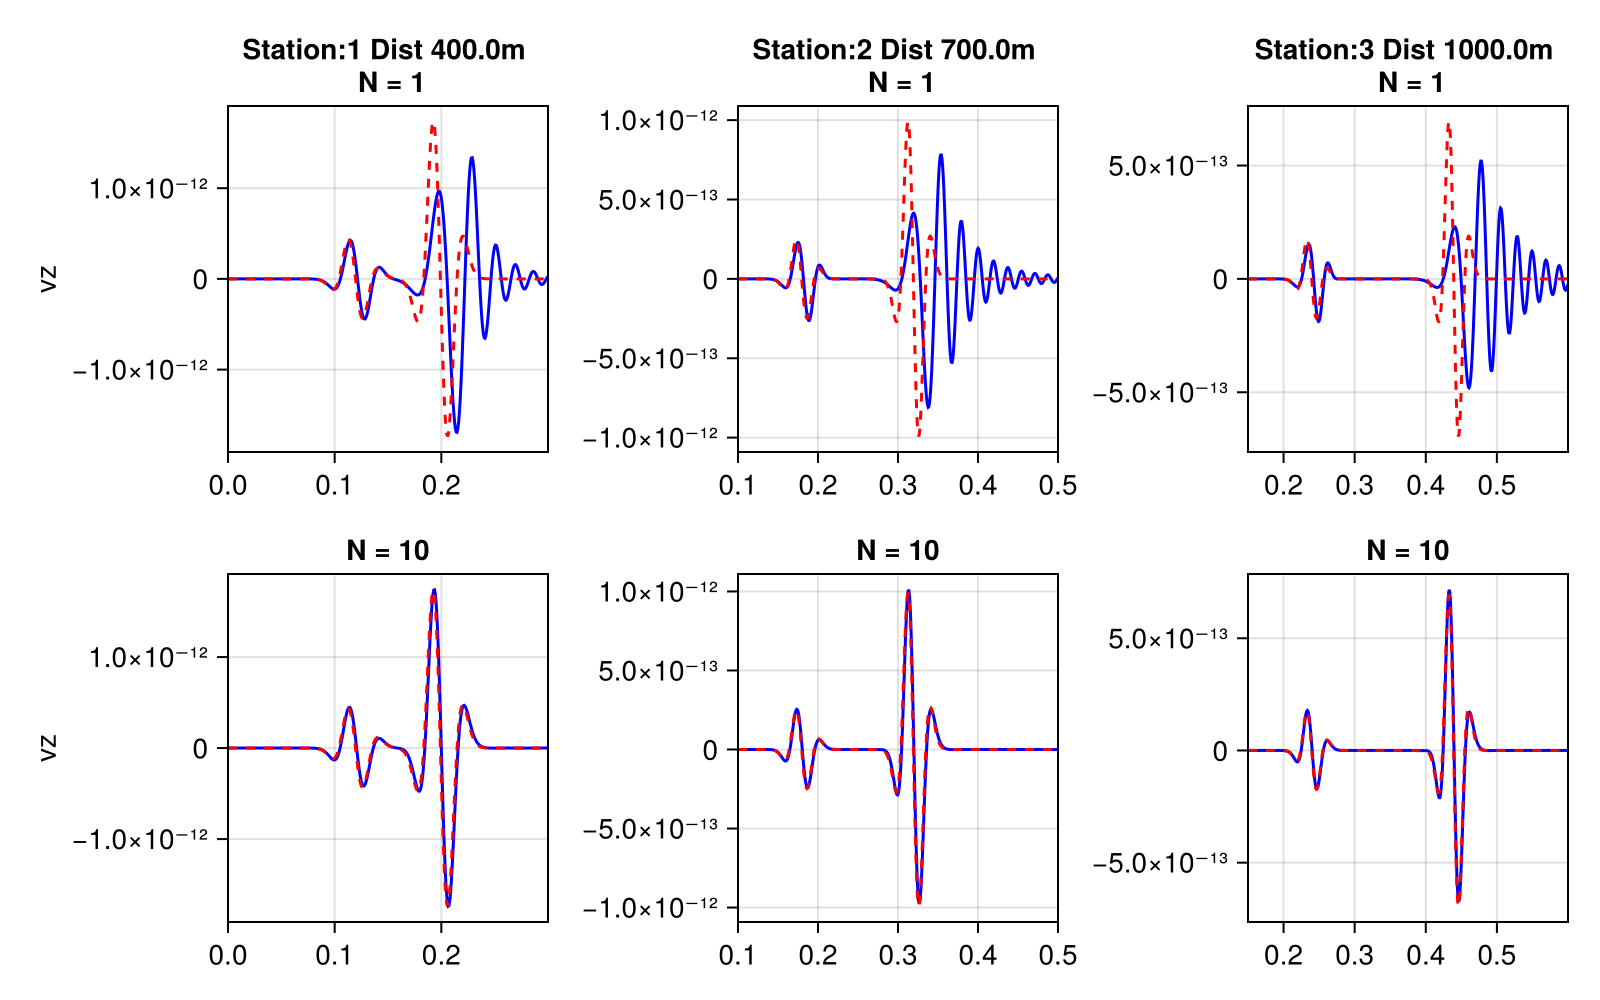 Station:1 Dist 400.0m
N = 1
Station:2 Dist 700.0m
N = 1
Station:3 Dist 1000.0m
N = 1
vz
1.0×10⁻¹²
0
−1.0×10⁻¹²
0.0 0.1 0.2
1.0×10⁻¹²
5.0×10⁻¹³
0
−5.0×10⁻¹³
−1.0×10⁻¹²
0.1 0.2 0.3 0.4 0.5
5.0×10⁻¹³
0
−5.0×10⁻¹³
0.2 0.3 0.4 0.5
N = 10
N = 10
N = 10
vz
1.0×10⁻¹²
0
−1.0×10⁻¹²
0.0 0.1 0.2
1.0×10⁻¹²
5.0×10⁻¹³
0
−5.0×10⁻¹³
−1.0×10⁻¹²
0.1 0.2 0.3 0.4 0.5
5.0×10⁻¹³
0
−5.0×10⁻¹³
0.2 0.3 0.4 0.5